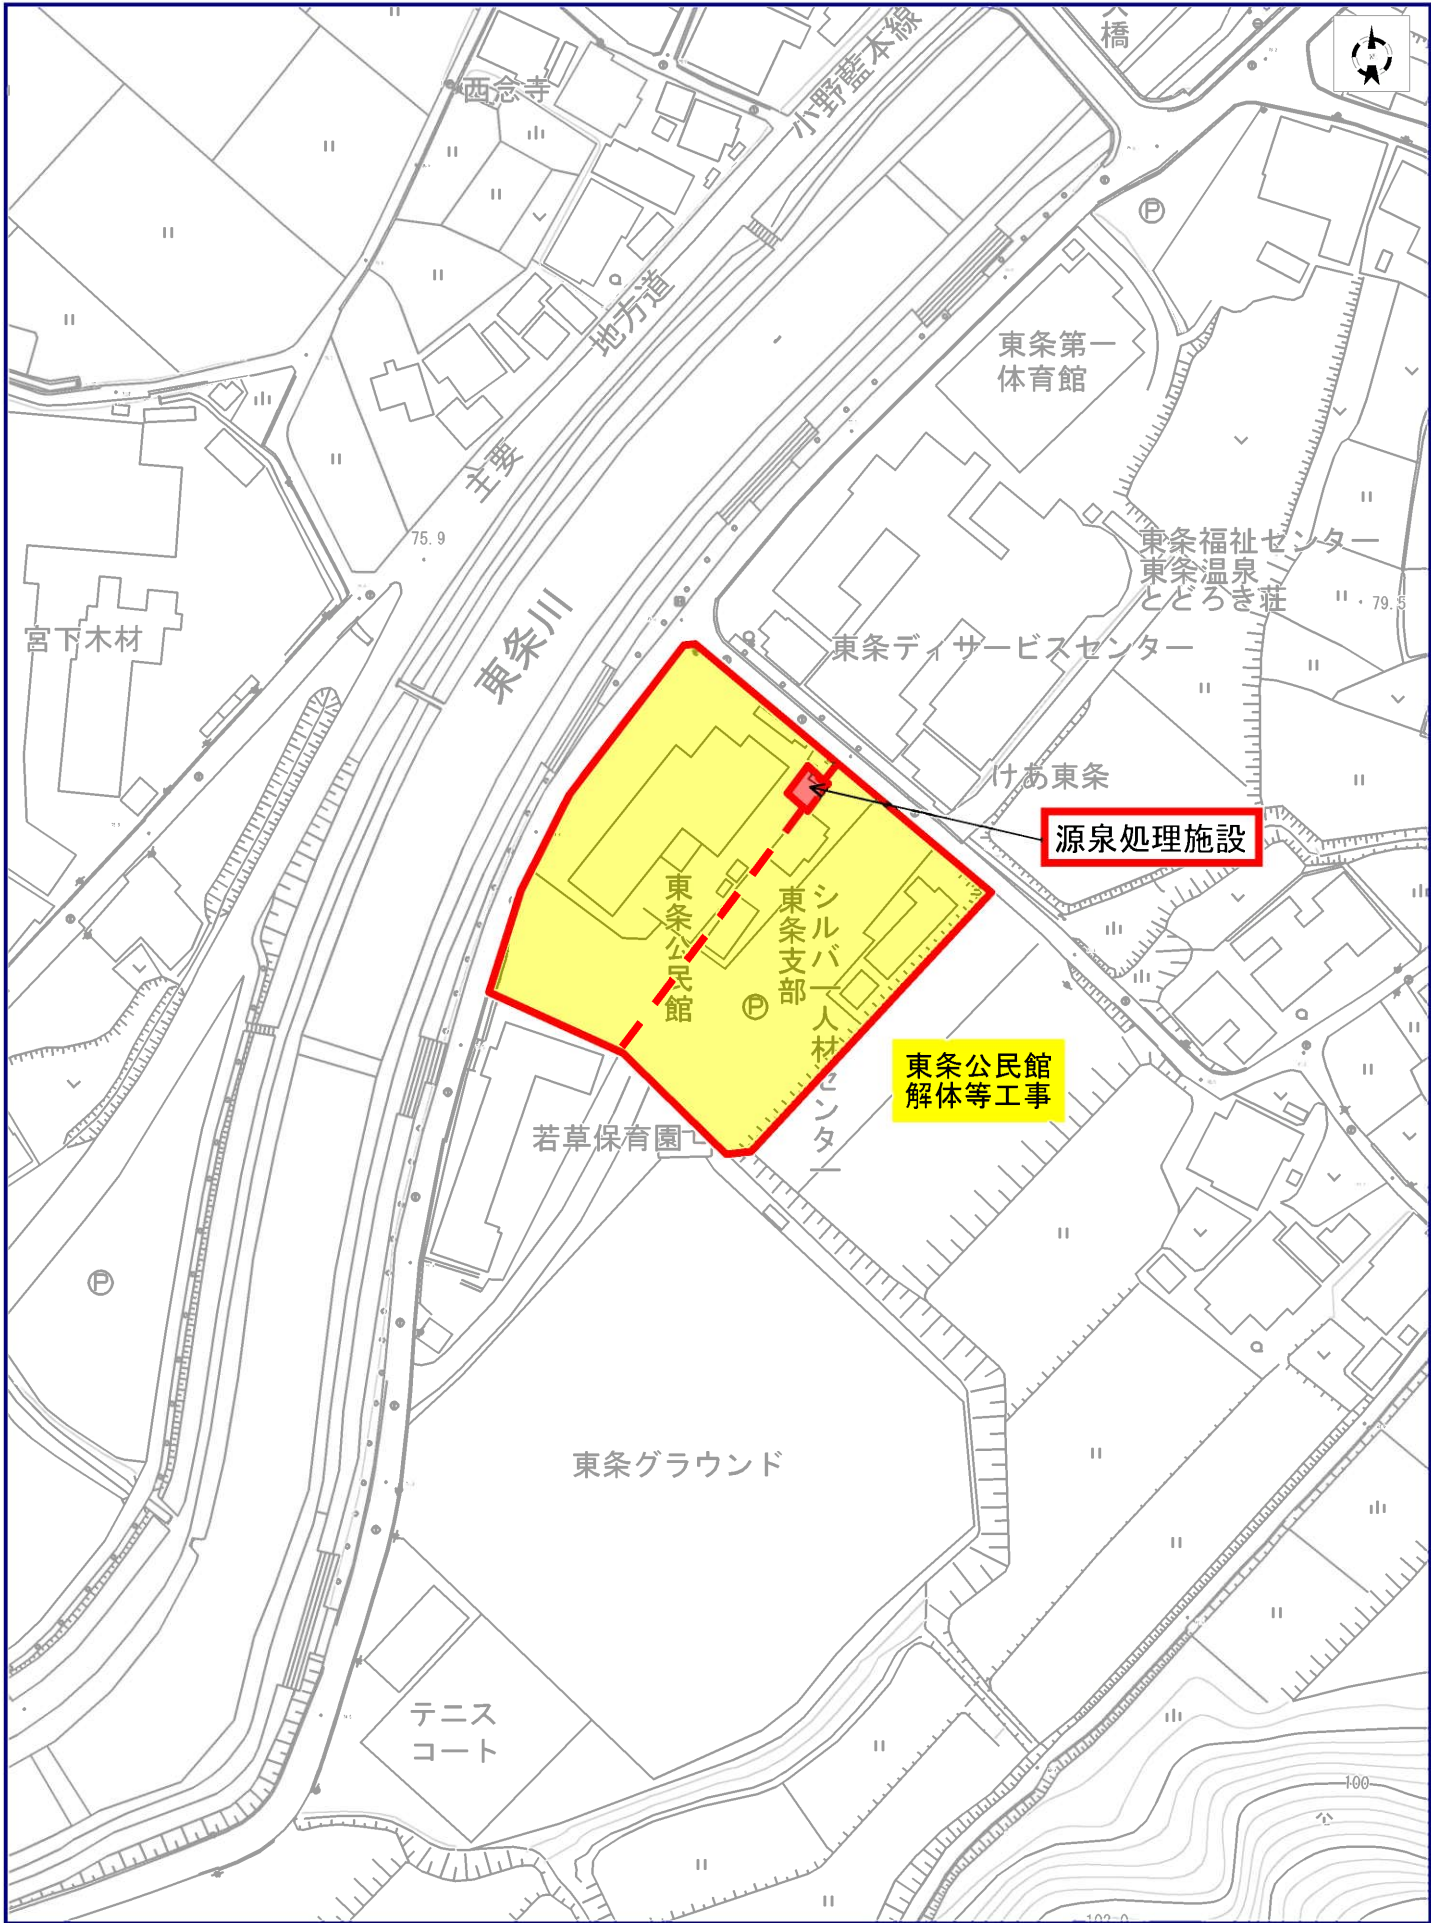 大橋
小野藍本線
西念寺
Ⓟ
地方道
東条第一
体育館
主要
75.9
東条福祉センター
東条温泉
とどろき荘
79.5
東条川
宮下木材
東条ディサービスセンター
けあ東条
源泉処理施設
東条公民館
シルバー人材センター
東条支部
Ⓟ
東条公民館
解体等工事
若草保育園
Ⓟ
東条グラウンド
テニス
コート
100